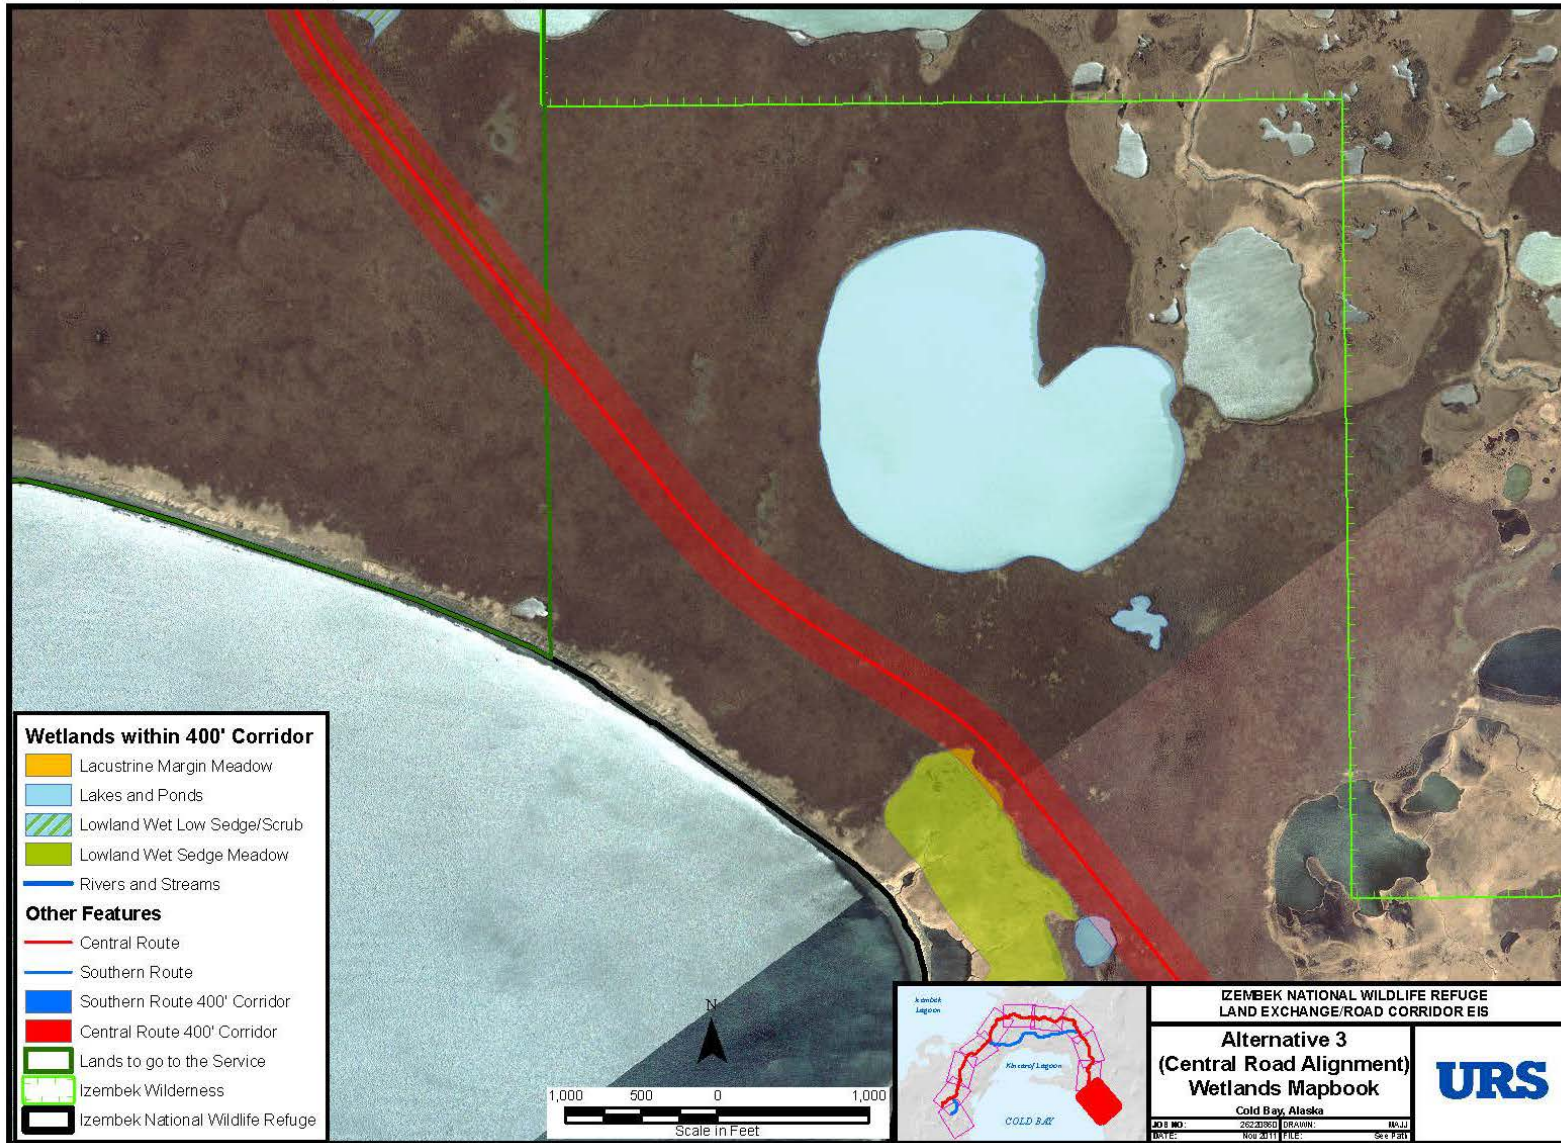 Wetlands within 400' Corridor
Lacustrine Margin Meadow
Lakes and Ponds
Lowland Wet Low Sedge/Scrub
Lowland Wet Sedge Meadow
Rivers and Streams
Other Features
Central Route
Southern Route
Southern Route 400' Corridor
Central Route 400' Corridor
Lands to go to the Service
Izembek Wilderness
Izembek National Wildlife Refuge
N
1,000 500 0 1,000
Scale in Feet
Izembek
Lagoon
Kinzarof Lagoon
COLD BAY
IZEMBEK NATIONAL WILDLIFE REFUGE
LAND EXCHANGE/ROAD CORRIDOR EIS
Alternative 3
(Central Road Alignment)
Wetlands Mapbook
Cold Bay, Alaska
JOB NO: 26220860 DRAWN: MAJJ
DATE: Nov 2011 FILE: See Path
URS